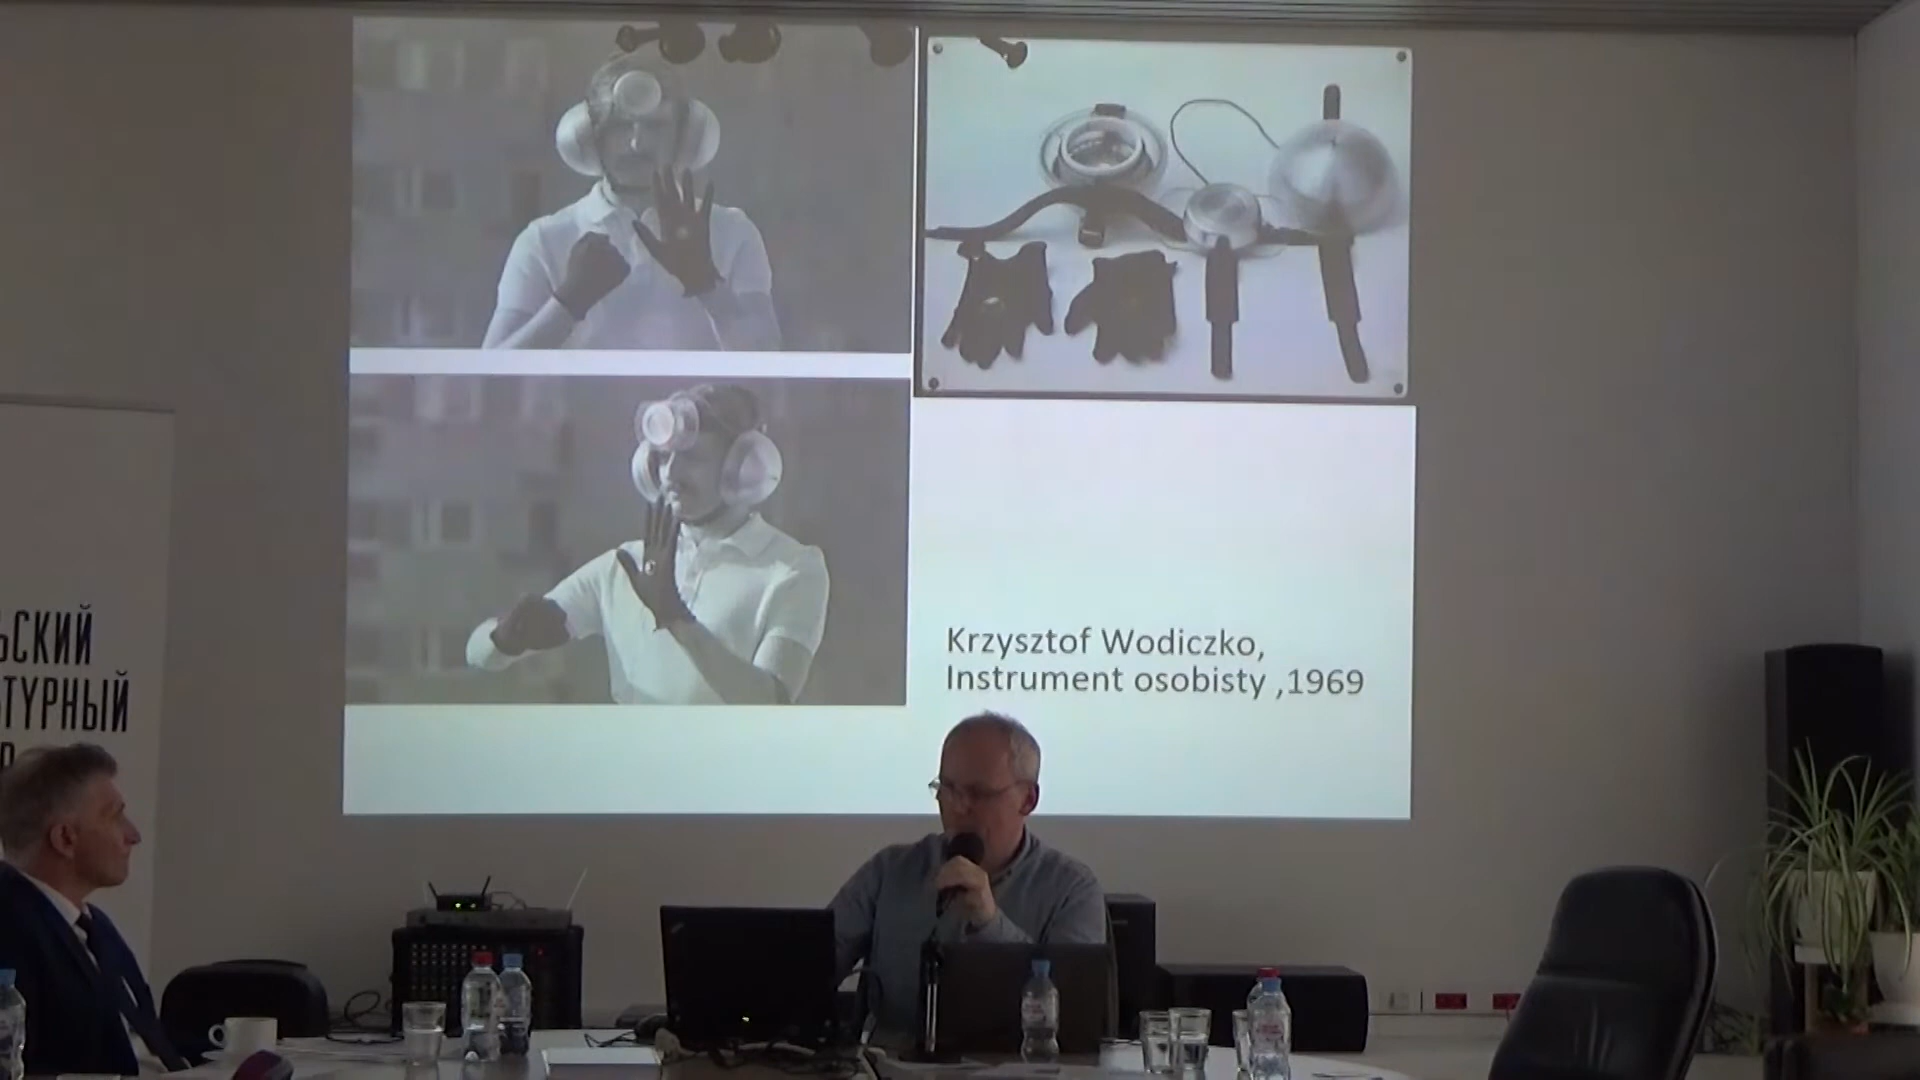 Krzysztof Wodiczko,
Instrument osobisty ,1969
ЬСКИЙ
ТУРНЫЙ